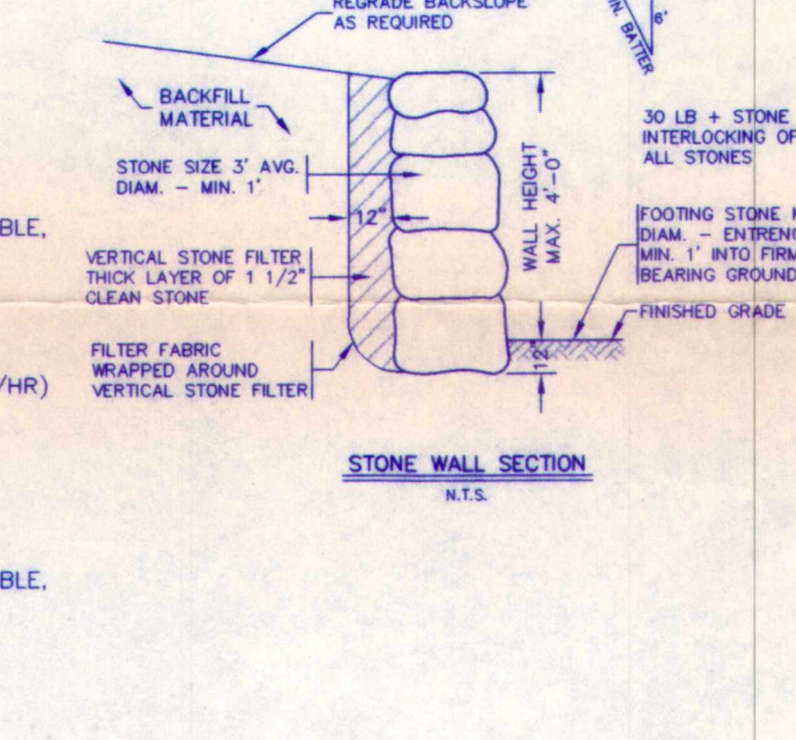 REGRADE BACKSLOPE
AS REQUIRED
6'
BATTER
BACKFILL
MATERIAL
30 LB + STONE
INTERLOCKING OF
ALL STONES
STONE SIZE 3' AVG.
DIAM. - MIN. 1'
12"
WALL HEIGHT
MAX. 4'-0"
FOOTING STONE
DIAM. - ENTRENC
MIN. 1' INTO FIRM
BEARING GROUND
BLE,
VERTICAL STONE FILTER
THICK LAYER OF 1 1/2"
CLEAN STONE
FINISHED GRADE
FILTER FABRIC
WRAPPED AROUND
VERTICAL STONE FILTER
12"
/HR)
STONE WALL SECTION
N.T.S.
BLE,